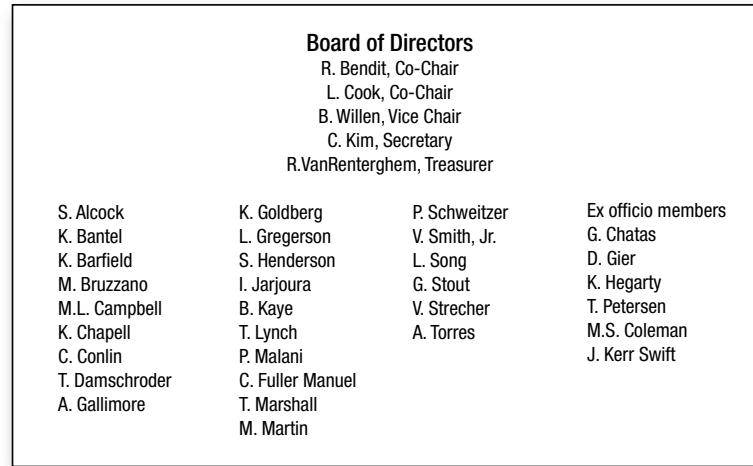 Board of Directors
R. Bendit, Co-Chair
L. Cook, Co-Chair
B. Willen, Vice Chair
C. Kim, Secretary
R.VanRenterghem, Treasurer
S. Alcock
K. Bantel
K. Barfield
M. Bruzzano
M.L. Campbell
K. Chapell
C. Conlin
T. Damschroder
A. Gallimore
K. Goldberg
L. Gregerson
S. Henderson
I. Jarjoura
B. Kaye
T. Lynch
P. Malani
C. Fuller Manuel
T. Marshall
M. Martin
P. Schweitzer
V. Smith, Jr.
L. Song
G. Stout
V. Strecher
A. Torres
Ex officio members
G. Chatas
D. Gier
K. Hegarty
T. Petersen
M.S. Coleman
J. Kerr Swift